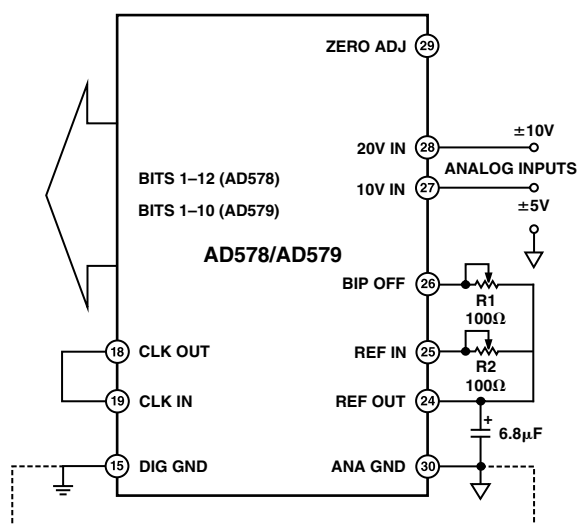 ZERO ADJ 29
±10V
20V IN 28
ANALOG INPUTS
BITS 1–12 (AD578)
10V IN 27
±5V
BITS 1–10 (AD579)
AD578/AD579
BIP OFF 26
R1
100Ω
18 CLK OUT
REF IN 25
R2
100Ω
19 CLK IN
REF OUT 24
+
6.8μF
15 DIG GND
ANA GND 30